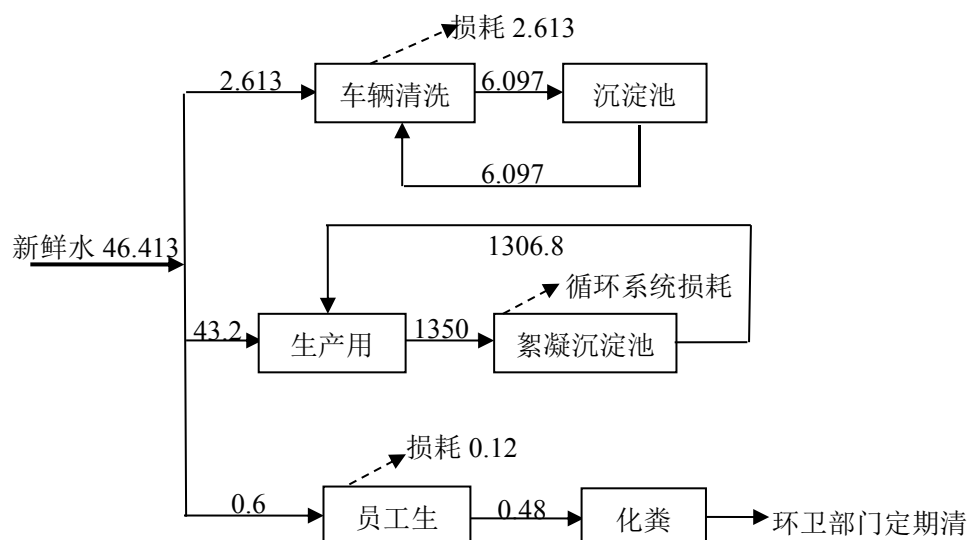 损耗 2.613
2.613
车辆清洗
6.097
沉淀池
6.097
新鲜水 46.413
1306.8
循环系统损耗
43.2
生产用
1350
絮凝沉淀池
损耗 0.12
0.6
员工生
0.48
化粪
环卫部门定期清